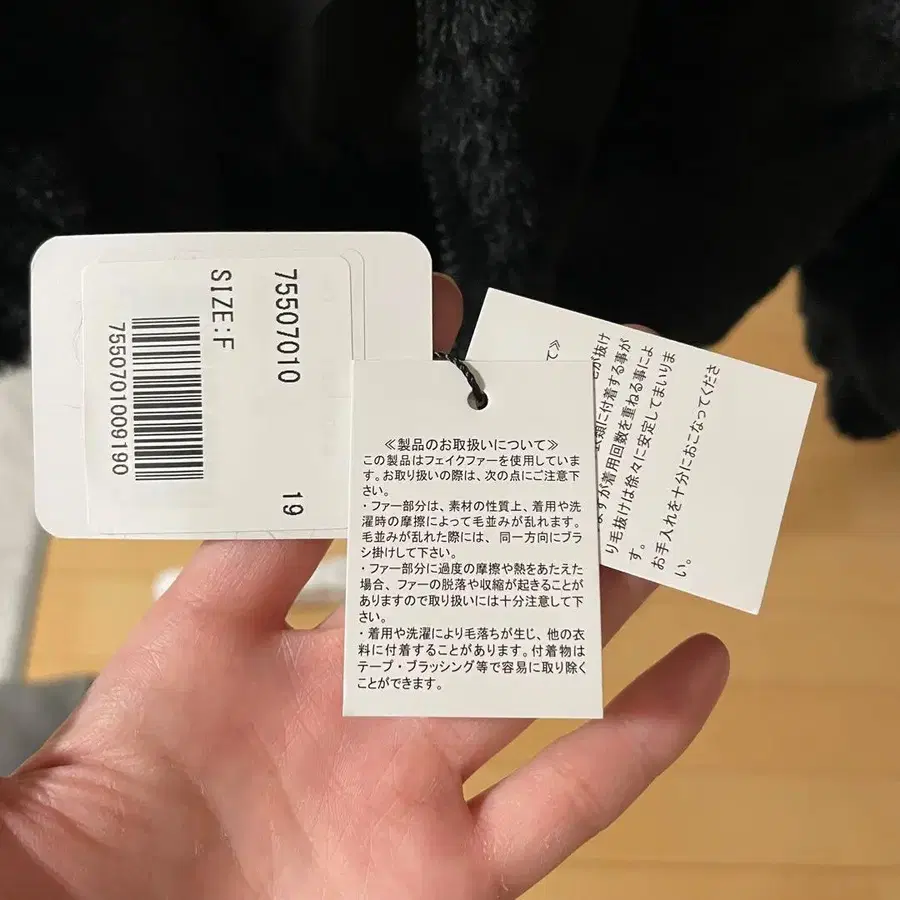 75507010
SIZE:F
7550701009190
19
≪製品のお取扱いについて≫
この製品はフェイクファーを使用していま
す。お取り扱いの際は、次の点にご注意下
さい。
・ファー部分は、素材の性質上、着用や洗
濯時の摩擦によって毛並みが乱れます。
毛並みが乱れた際には、同一方向にブラ
シ掛けして下さい。
・ファー部分に過度の摩擦や熱をあたえた
場合、ファーの脱落や収縮が起きることが
ありますので取り扱いには十分注意して下
さい。
・着用や洗濯により毛落ちが生じ、他の衣
料に付着することがあります。付着物は
テープ・ブラッシング等で容易に取り除く
ことができます。
が抜け
類に付着する事が
ますが着用回数を重ねる事によ
り毛抜けは徐々に安定してまいりま
す。
お手入れを十分におこなってくださ
い。